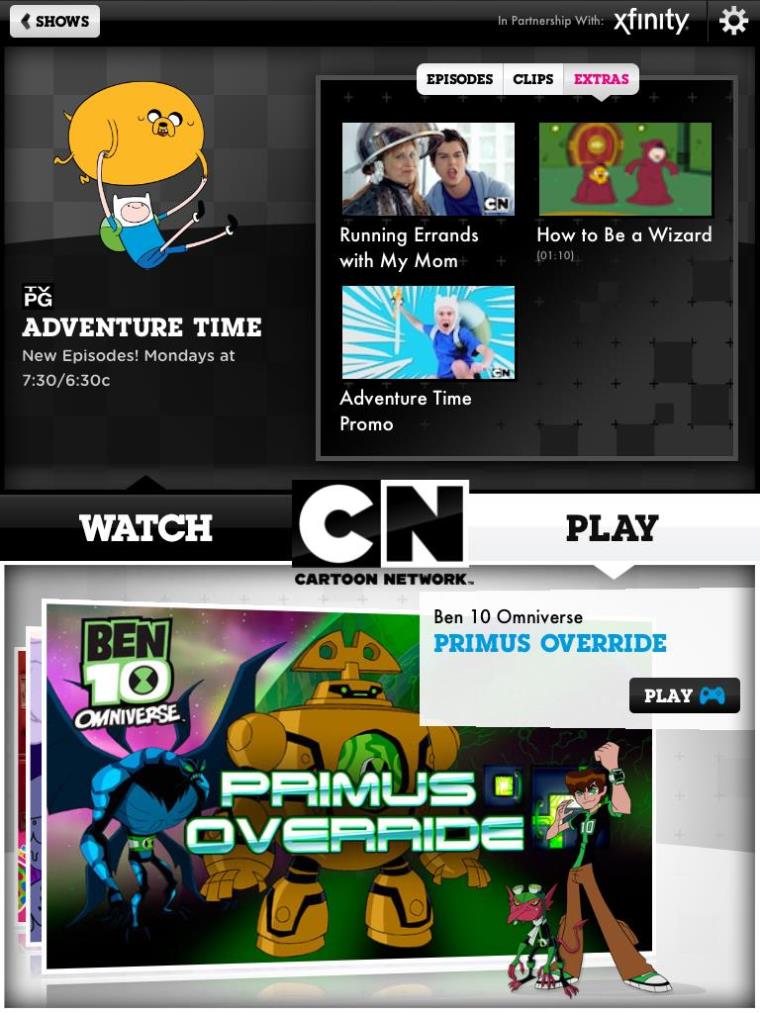 SHOWS
In Partnership With: xfinity
EPISODES CLIPS EXTRAS
CN
Running Errands
with My Mom
How to Be a Wizard
(01:10)
CN
Adventure Time
Promo
TV
PG
ADVENTURE TIME
New Episodes! Mondays at
7:30/6:30c
WATCH
CN
CARTOON NETWORK™
PLAY
Ben 10 Omniverse
PRIMUS OVERRIDE
PLAY
BEN
10
OMNIVERSE
PRIMUS
OVERRIDE
10